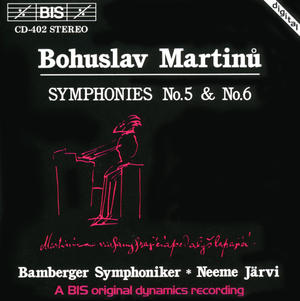 BIS
CD-402 STEREO
digital
Bohuslav Martinů
SYMPHONIES No.5 & No.6
Bamberger Symphoniker * Neeme Järvi
A BIS original dynamics recording